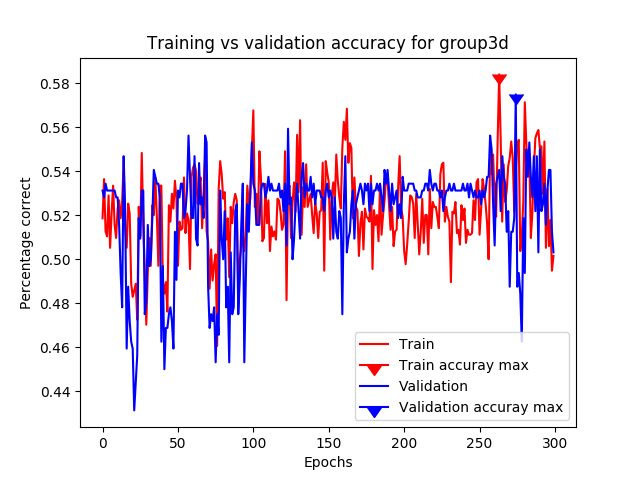 Training vs validation accuracy for group3d
Percentage correct
0.58
0.56
0.54
0.52
0.50
0.48
0.46
0.44
Train
Train accuray max
Validation
Validation accuray max
0 50 100 150 200 250 300
Epochs